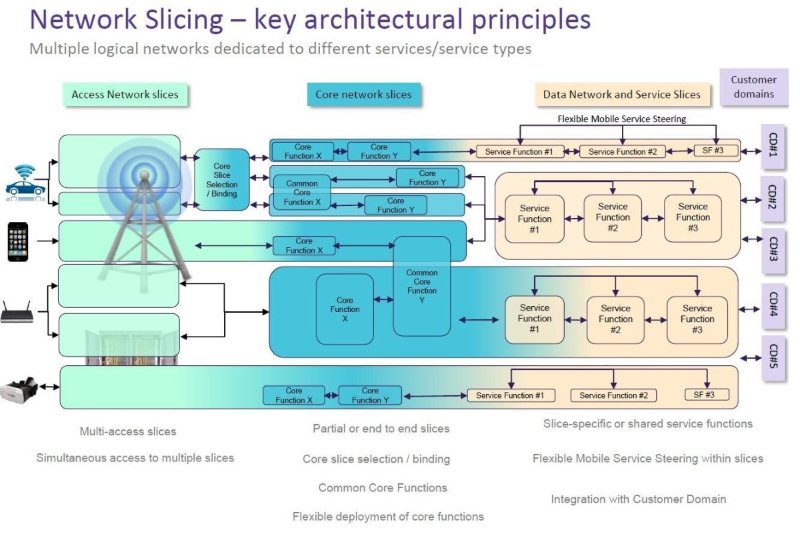 Network Slicing – key architectural principles
Multiple logical networks dedicated to different services/service types
Access Network slices
Core network slices
Data Network and Service Slices
Customer
domains
Flexible Mobile Service Steering
Core
Slice
Selection
/ Binding
Core
Function X
Core
Function Y
Service Function #1
Service Function #2
SF #3
CD#1
Common
Core
Function X
Core
Function Y
Core
Function Y
Service
Function
#1
Service
Function
#2
Service
Function
#3
CD#2
CD#3
Core
Function X
Common
Core
Function
Y
Core
Function
X
Service
Function
#1
Service
Function
#2
Service
Function
#3
CD#4
CD#5
Core
Function X
Core
Function Y
Service Function #1
Service Function #2
SF #3
Multi-access slices
Simultaneous access to multiple slices
Partial or end to end slices
Core slice selection / binding
Common Core Functions
Flexible deployment of core functions
Slice-specific or shared service functions
Flexible Mobile Service Steering within slices
Integration with Customer Domain